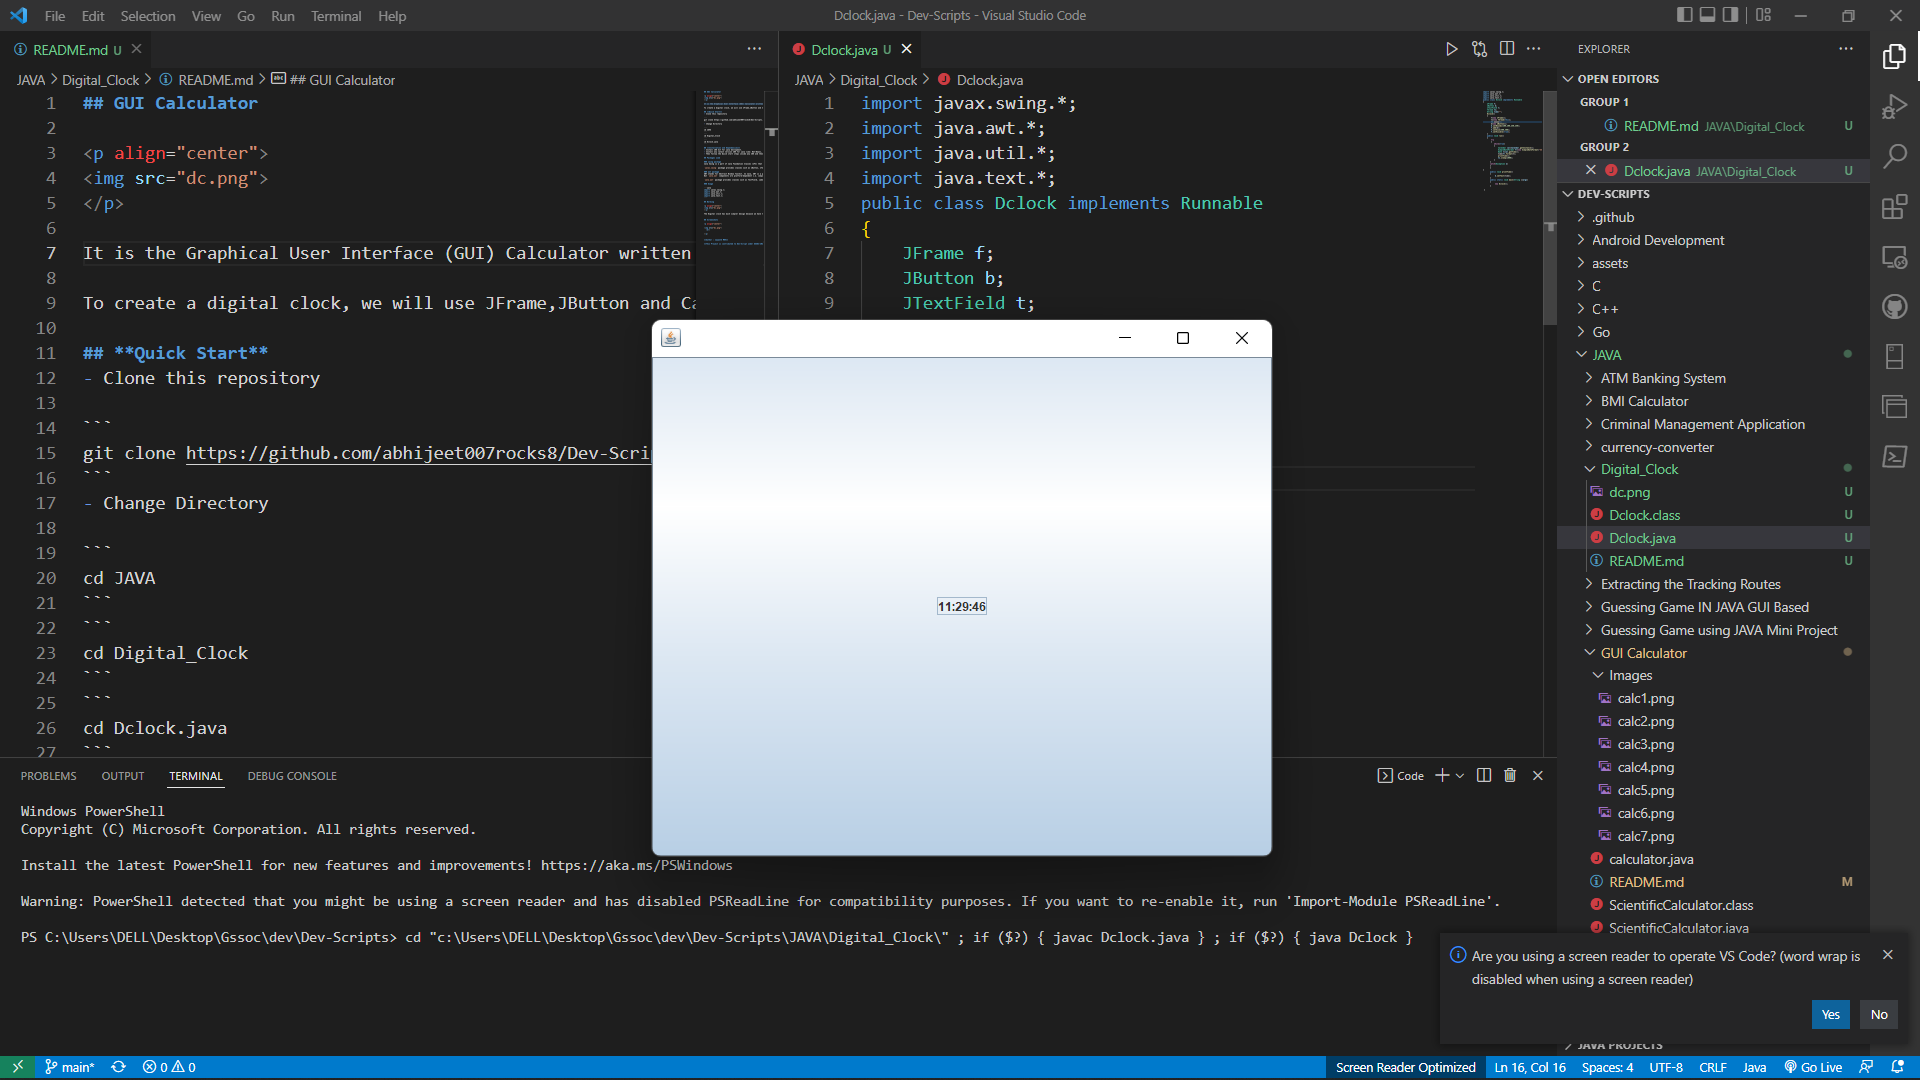 File Edit Selection View Go Run Terminal Help
Dclock.java - Dev-Scripts - Visual Studio Code
README.md U
JAVA > Digital_Clock > README.md > ## GUI Calculator
1 ## GUI Calculator
2
3 <p align="center">
4 <img src="dc.png">
5 </p>
6
7 It is the Graphical User Interface (GUI) Calculator written
8
9 To create a digital clock, we will use JFrame,JButton and Ca
10
11 ## **Quick Start**
12 - Clone this repository
13
14 ```
15 git clone https://github.com/abhijeet007rocks8/Dev-Scri
16 ```
17 - Change Directory
18
19 ```
20 cd JAVA
21 ```
22 ```
23 cd Digital_Clock
24 ```
25 ```
26 cd Dclock.java
27 ```
Dclock.java U
JAVA > Digital_Clock > Dclock.java
1 import javax.swing.*;
2 import java.awt.*;
3 import java.util.*;
4 import java.text.*;
5 public class Dclock implements Runnable
6 {
7 JFrame f;
8 JButton b;
9 JTextField t;
11:29:46
EXPLORER
OPEN EDITORS
GROUP 1
README.md JAVA\Digital_Clock U
GROUP 2
Dclock.java JAVA\Digital_Clock U
DEV-SCRIPTS
.github
Android Development
assets
C
C++
Go
JAVA
ATM Banking System
BMI Calculator
Criminal Management Application
currency-converter
Digital_Clock
dc.png U
Dclock.class U
Dclock.java U
README.md U
Extracting the Tracking Routes
Guessing Game IN JAVA GUI Based
Guessing Game using JAVA Mini Project
GUI Calculator
Images
calc1.png
calc2.png
calc3.png
calc4.png
calc5.png
calc6.png
calc7.png
calculator.java
README.md M
ScientificCalculator.class
ScientificCalculator.java
JAVA PROJECTS
PROBLEMS OUTPUT TERMINAL DEBUG CONSOLE
Code
Windows PowerShell
Copyright (C) Microsoft Corporation. All rights reserved.
Install the latest PowerShell for new features and improvements! https://aka.ms/PSWindows
Warning: PowerShell detected that you might be using a screen reader and has disabled PSReadLine for compatibility purposes. If you want to re-enable it, run 'Import-Module PSReadLine'.
PS C:\Users\DELL\Desktop\Gssoc\dev\Dev-Scripts> cd "c:\Users\DELL\Desktop\Gssoc\dev\Dev-Scripts\JAVA\Digital_Clock\" ; if ($?) { javac Dclock.java } ; if ($?) { java Dclock }
Are you using a screen reader to operate VS Code? (word wrap is
disabled when using a screen reader)
Yes No
main* 0 0
Screen Reader Optimized Ln 16, Col 16 Spaces: 4 UTF-8 CRLF Java Go Live